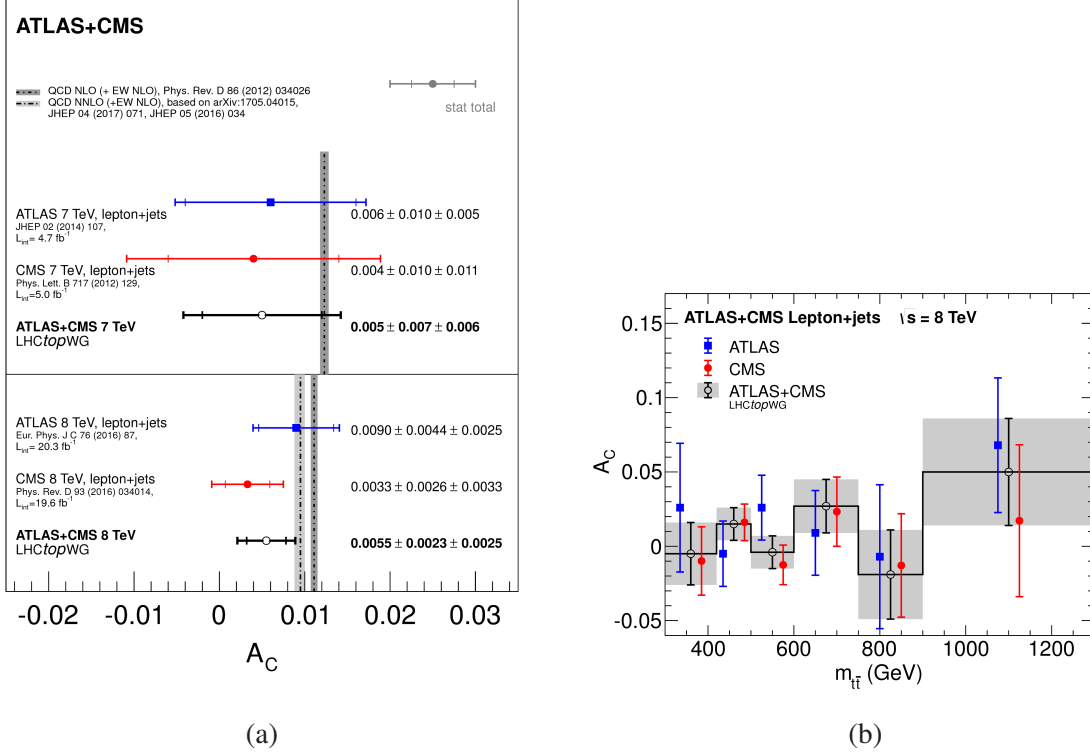 ATLAS+CMS
QCD NLO (+ EW NLO), Phys. Rev. D 86 (2012) 034026
QCD NNLO (+EW NLO), based on arXiv:1705.04015,
JHEP 04 (2017) 071, JHEP 05 (2016) 034
stat total
ATLAS 7 TeV, lepton+jets
JHEP 02 (2014) 107,
L_int= 4.7 fb^-1
0.006 ± 0.010 ± 0.005
CMS 7 TeV, lepton+jets
Phys. Lett. B 717 (2012) 129,
L_int=5.0 fb^-1
0.004 ± 0.010 ± 0.011
ATLAS+CMS 7 TeV
LHCtopWG
0.005 ± 0.007 ± 0.006
ATLAS 8 TeV, lepton+jets
Eur. Phys. J C 76 (2016) 87,
L_int= 20.3 fb^-1
0.0090 ± 0.0044 ± 0.0025
CMS 8 TeV, lepton+jets
Phys. Rev. D 93 (2016) 034014,
L_int=19.6 fb^-1
0.0033 ± 0.0026 ± 0.0033
ATLAS+CMS 8 TeV
LHCtopWG
0.0055 ± 0.0023 ± 0.0025
-0.02 -0.01 0 0.01 0.02 0.03
A_C
(a)
ATLAS+CMS Lepton+jets √s = 8 TeV
ATLAS
CMS
ATLAS+CMS
LHCtopWG
0.15
0.1
0.05
0
-0.05
A_C
400 600 800 1000 1200
m_tt̄ (GeV)
(b)